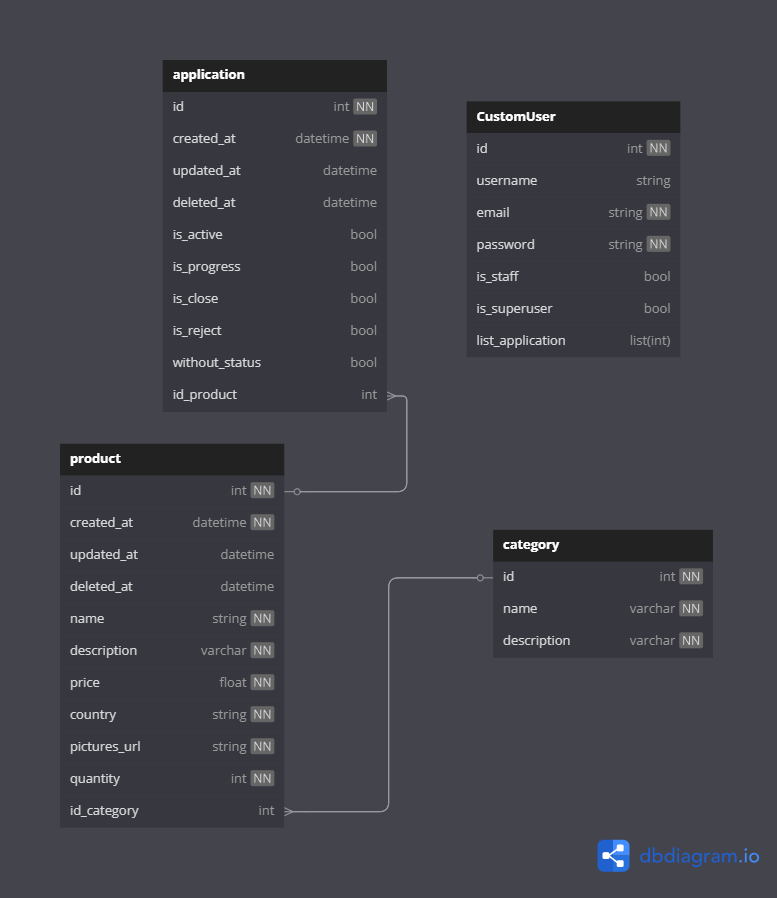 application
id int NN
created_at datetime NN
updated_at datetime
deleted_at datetime
is_active bool
is_progress bool
is_close bool
is_reject bool
without_status bool
id_product int
CustomUser
id int NN
username string
email string NN
password string NN
is_staff bool
is_superuser bool
list_application list(int)
product
id int NN
created_at datetime NN
updated_at datetime
deleted_at datetime
name string NN
description varchar NN
price float NN
country string NN
pictures_url string NN
quantity int NN
id_category int
category
id int NN
name varchar NN
description varchar NN
dbdiagram.io